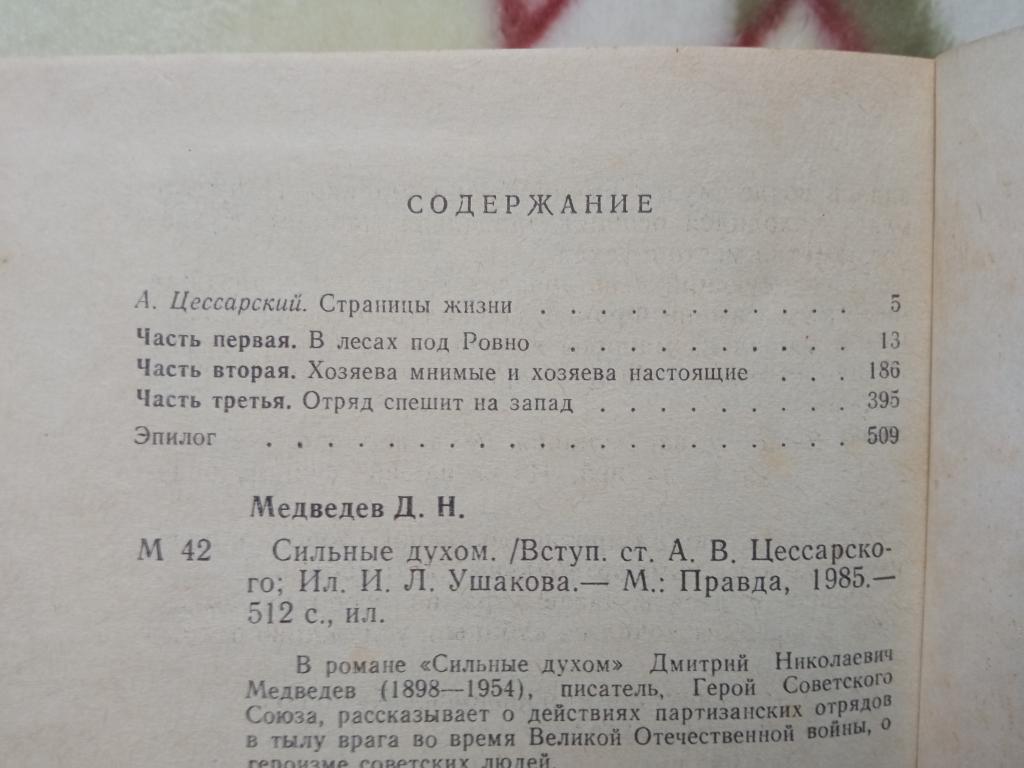 СОДЕРЖАНИЕ
А. Цессарский. Страницы жизни . . . . . . . . . . . . 5
Часть первая. В лесах под Ровно . . . . . . . . . . 13
Часть вторая. Хозяева мнимые и хозяева настоящие . . . 186
Часть третья. Отряд спешит на запад . . . . . . . . . 395
Эпилог . . . . . . . . . . . . . . . . . . . . 509
Медведев Д. Н.
М 42 Сильные духом. /Вступ. ст. А. В. Цессарско-
го; Ил. И. Л. Ушакова.— М.: Правда, 1985.—
512 с., ил.
В романе «Сильные духом» Дмитрий Николаевич
Медведев (1898—1954), писатель, Герой Советского
Союза, рассказывает о действиях партизанских отрядов
в тылу врага во время Великой Отечественной войны, о
героизме советских людей.